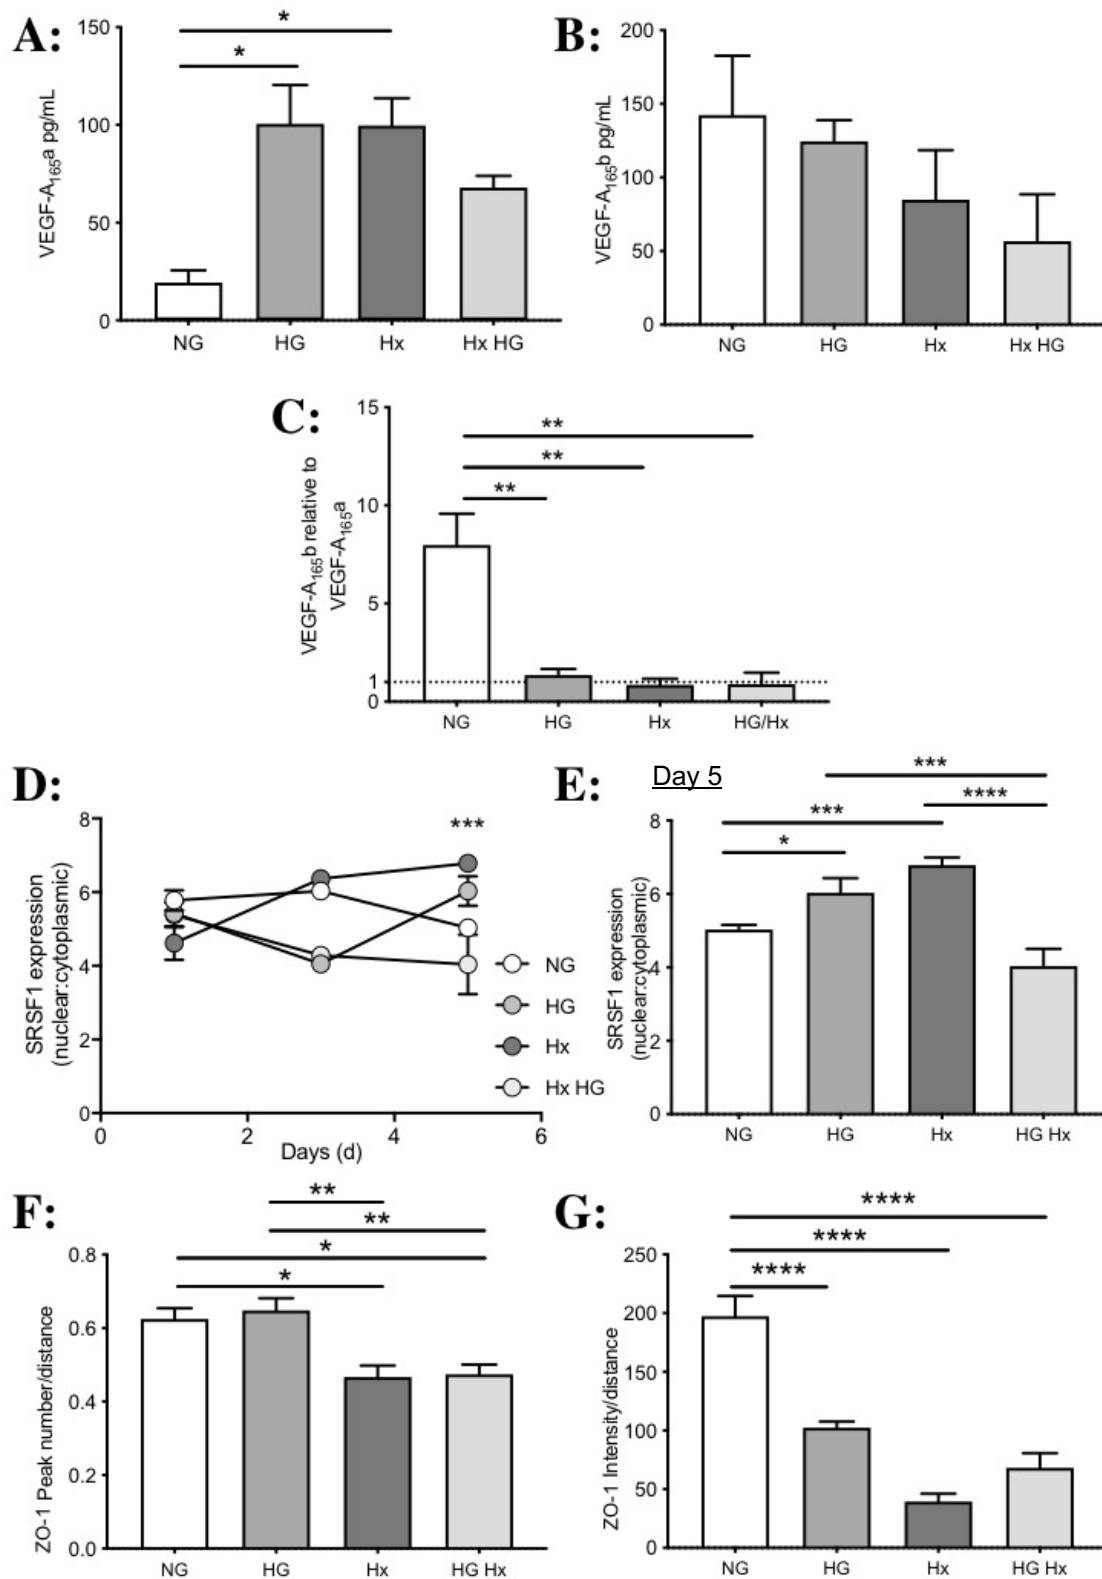 A:
*
*
150
100
50
0
VEGF-A165a pg/mL
NG HG Hx Hx HG
B:
200
150
100
50
0
VEGF-A165b pg/mL
NG HG Hx Hx HG
C:
**
**
**
15
10
5
1
0
VEGF-A165b relative to
VEGF-A165a
NG HG Hx HG/Hx
D:
***
8
6
4
2
0
SRSF1 expression
(nuclear:cytoplasmic)
NG
HG
Hx
Hx HG
0 2 4 6
Days (d)
E:
Day 5
***
****
***
*
8
6
4
2
0
SRSF1 expression
(nuclear:cytoplasmic)
NG HG Hx HG Hx
F:
**
**
*
*
0.8
0.6
0.4
0.2
0.0
ZO-1 Peak number/distance
NG HG Hx HG Hx
G:
****
****
****
250
200
150
100
50
0
ZO-1 Intensity/distance
NG HG Hx HG Hx